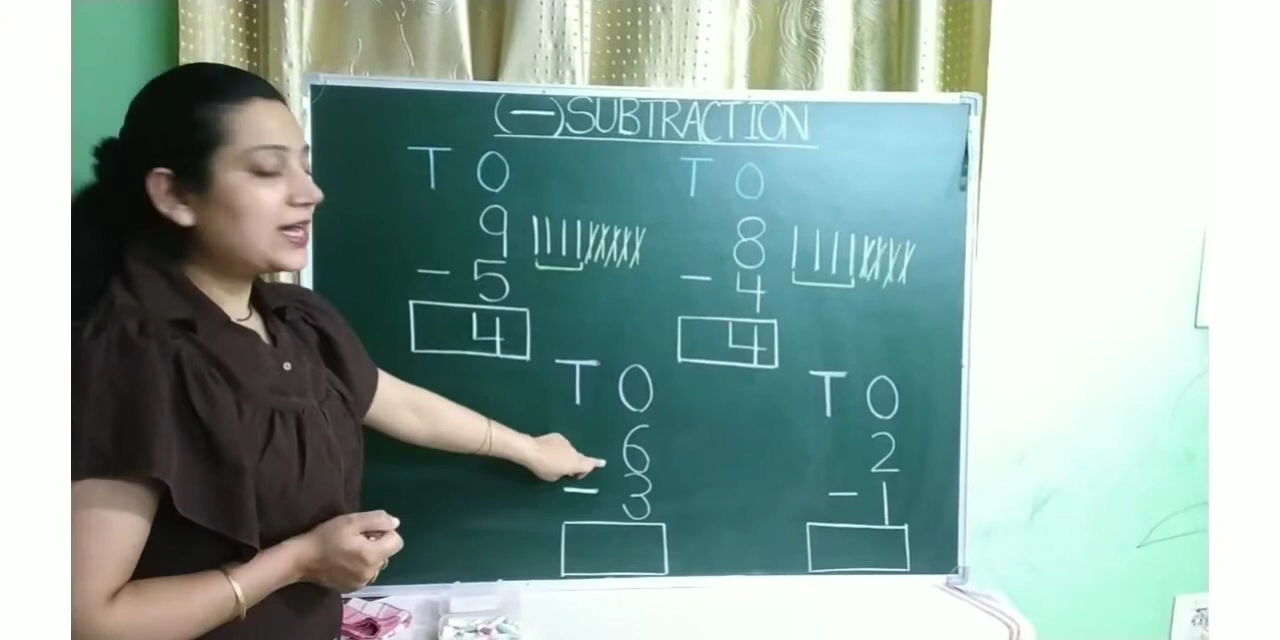 (—)SUBTRACTION
T O
9
- 5
4
T O
8
- 4
4
T O
6
- 3
T O
2
- 1